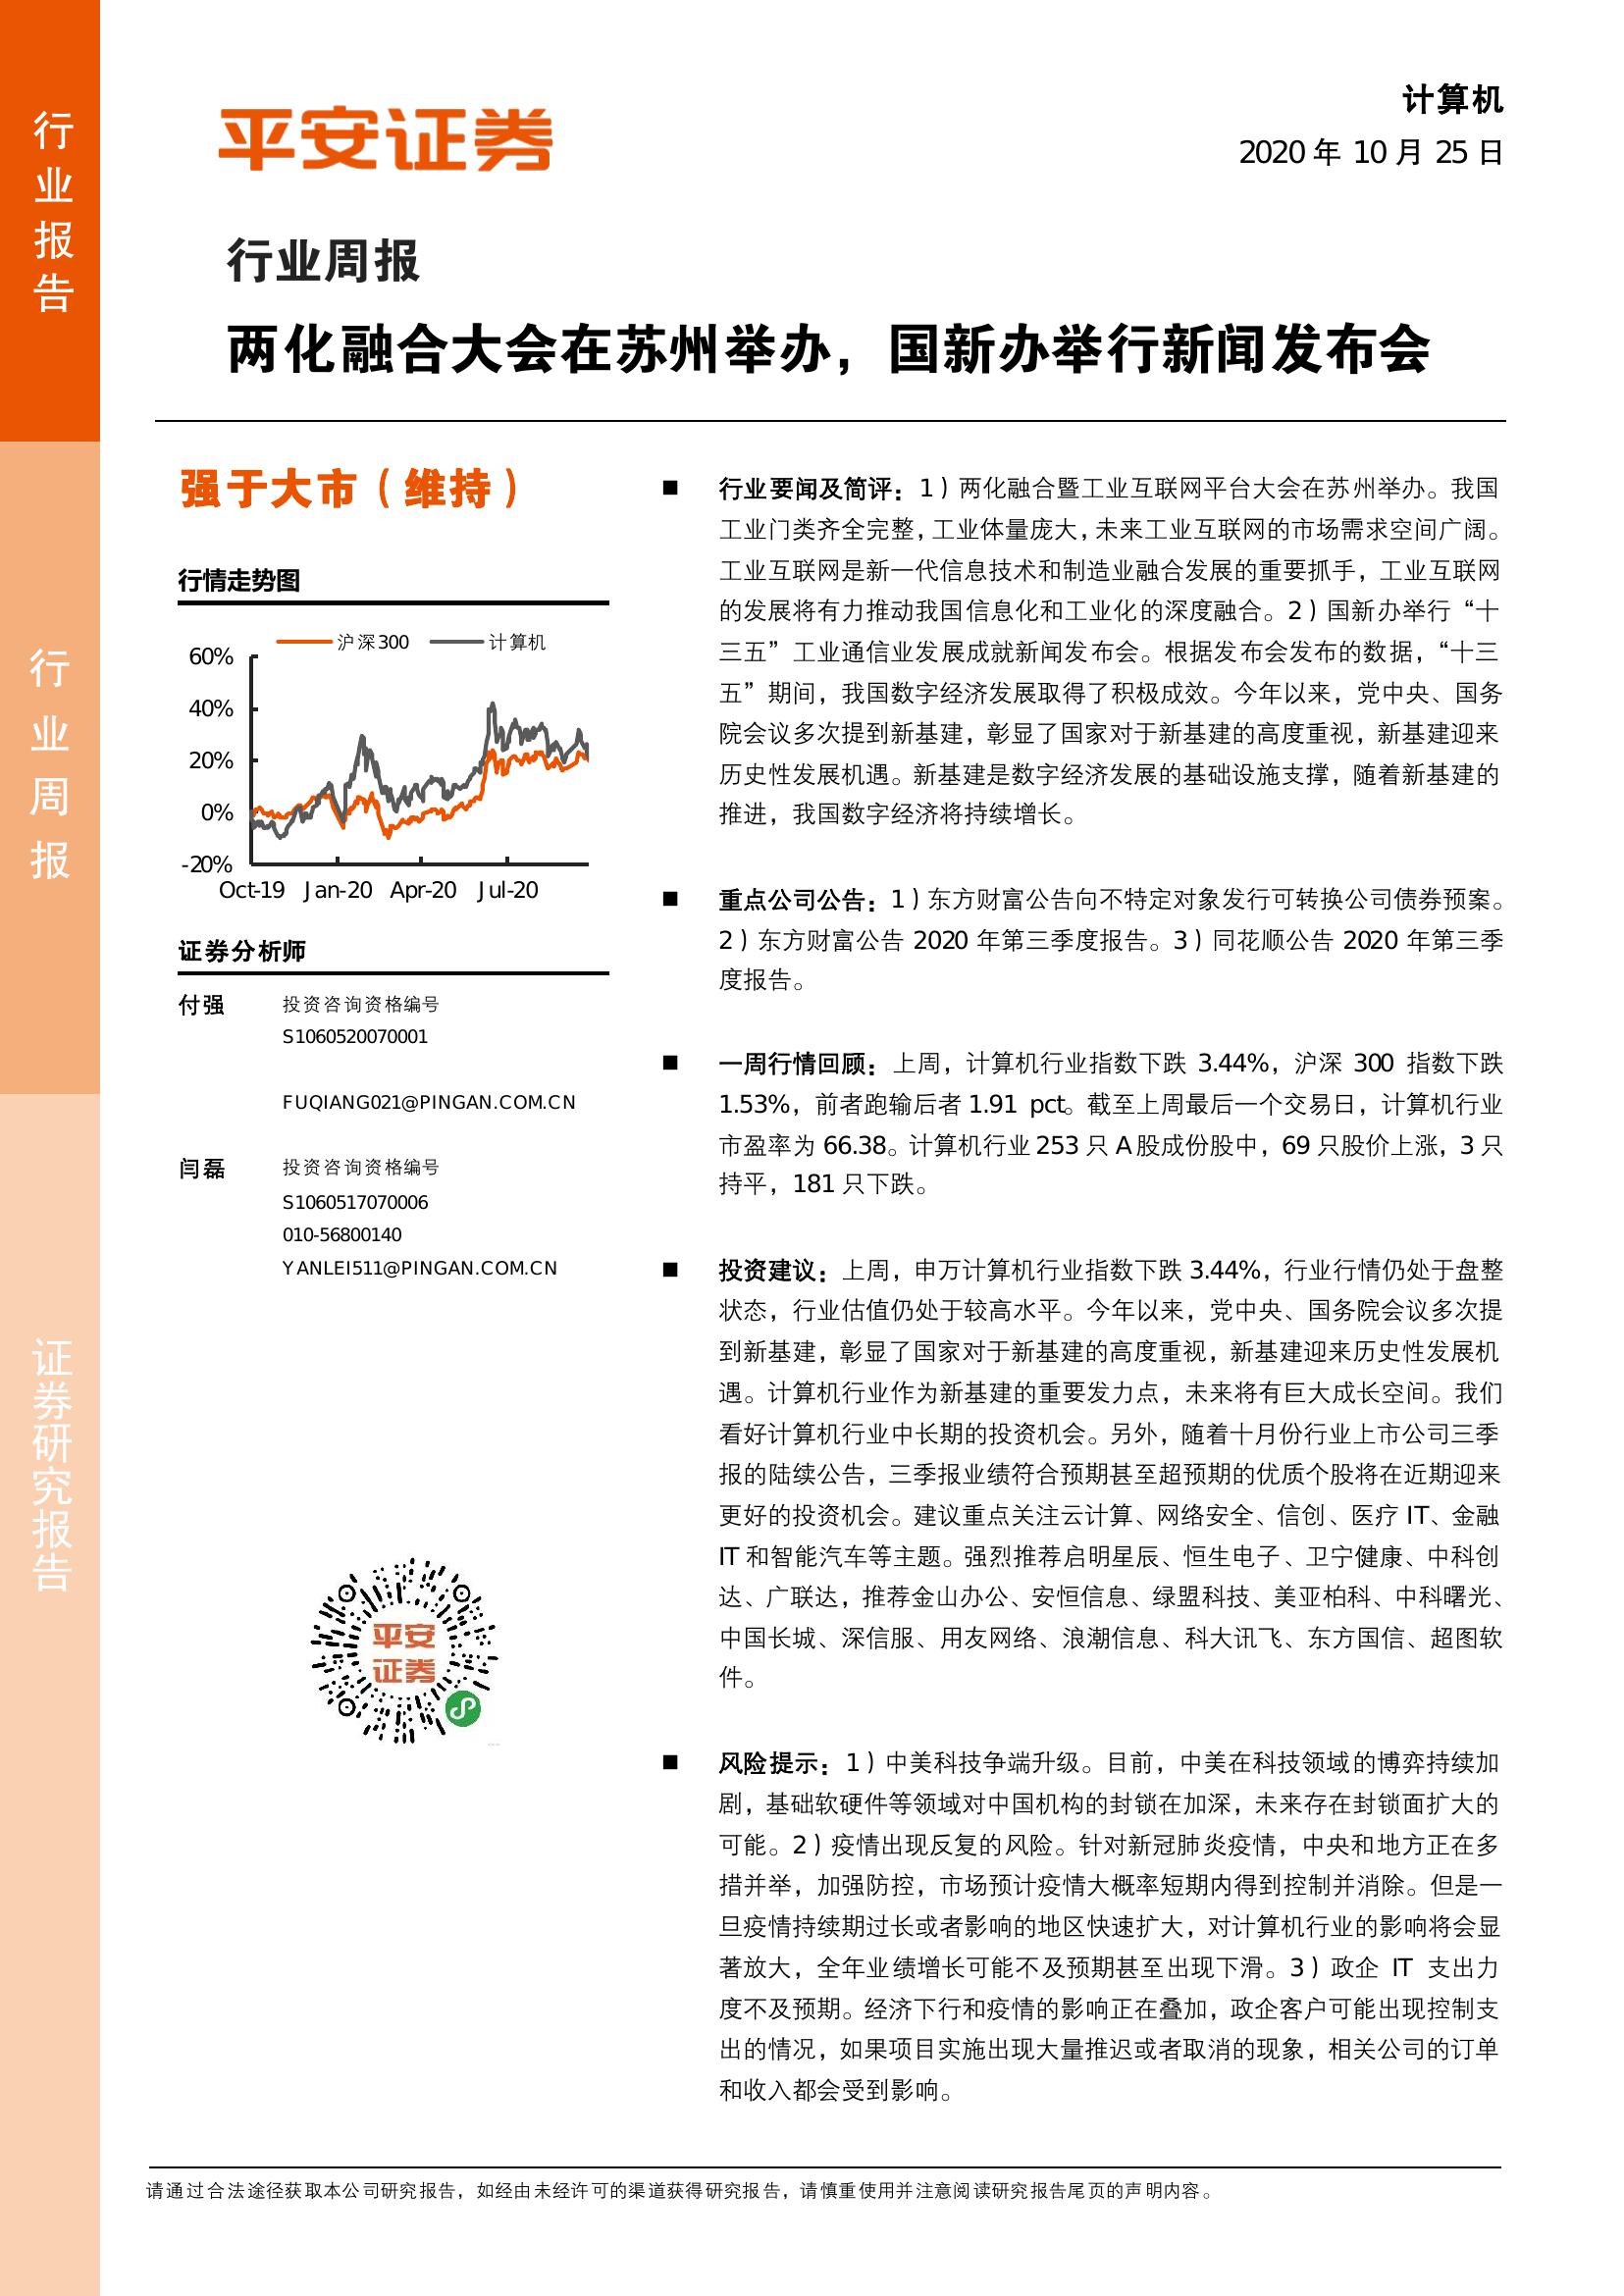 行业报告
行业周报
证券研究报告
平安证券
计算机
2020 年 10 月 25 日
行业周报
两化融合大会在苏州举办，国新办举行新闻发布会
强于大市（维持）
行情走势图
沪深300 计算机
60%
40%
20%
0%
-20%
Oct-19 Jan-20 Apr-20 Jul-20
证券分析师
付强 投资咨询资格编号
S1060520070001
FUQIANG021@PINGAN.COM.CN
闫磊 投资咨询资格编号
S1060517070006
010-56800140
YANLEI511@PINGAN.COM.CN
平安
证券
■ 行业要闻及简评：1）两化融合暨工业互联网平台大会在苏州举办。我国
工业门类齐全完整，工业体量庞大，未来工业互联网的市场需求空间广阔。
工业互联网是新一代信息技术和制造业融合发展的重要抓手，工业互联网
的发展将有力推动我国信息化和工业化的深度融合。2）国新办举行“十
三五”工业通信业发展成就新闻发布会。根据发布会发布的数据，“十三
五”期间，我国数字经济发展取得了积极成效。今年以来，党中央、国务
院会议多次提到新基建，彰显了国家对于新基建的高度重视，新基建迎来
历史性发展机遇。新基建是数字经济发展的基础设施支撑，随着新基建的
推进，我国数字经济将持续增长。
■ 重点公司公告：1）东方财富公告向不特定对象发行可转换公司债券预案。
2）东方财富公告 2020 年第三季度报告。3）同花顺公告 2020 年第三季
度报告。
■ 一周行情回顾：上周，计算机行业指数下跌 3.44%，沪深 300 指数下跌
1.53%，前者跑输后者 1.91 pct。截至上周最后一个交易日，计算机行业
市盈率为 66.38。计算机行业 253 只 A 股成份股中，69 只股价上涨，3 只
持平，181 只下跌。
■ 投资建议：上周，申万计算机行业指数下跌 3.44%，行业行情仍处于盘整
状态，行业估值仍处于较高水平。今年以来，党中央、国务院会议多次提
到新基建，彰显了国家对于新基建的高度重视，新基建迎来历史性发展机
遇。计算机行业作为新基建的重要发力点，未来将有巨大成长空间。我们
看好计算机行业中长期的投资机会。另外，随着十月份行业上市公司三季
报的陆续公告，三季报业绩符合预期甚至超预期的优质个股将在近期迎来
更好的投资机会。建议重点关注云计算、网络安全、信创、医疗 IT、金融
IT 和智能汽车等主题。强烈推荐启明星辰、恒生电子、卫宁健康、中科创
达、广联达，推荐金山办公、安恒信息、绿盟科技、美亚柏科、中科曙光、
中国长城、深信服、用友网络、浪潮信息、科大讯飞、东方国信、超图软
件。
■ 风险提示：1）中美科技争端升级。目前，中美在科技领域的博弈持续加
剧，基础软硬件等领域对中国机构的封锁在加深，未来存在封锁面扩大的
可能。2）疫情出现反复的风险。针对新冠肺炎疫情，中央和地方正在多
措并举，加强防控，市场预计疫情大概率短期内得到控制并消除。但是一
旦疫情持续期过长或者影响的地区快速扩大，对计算机行业的影响将会显
著放大，全年业绩增长可能不及预期甚至出现下滑。3）政企 IT 支出力
度不及预期。经济下行和疫情的影响正在叠加，政企客户可能出现控制支
出的情况，如果项目实施出现大量推迟或者取消的现象，相关公司的订单
和收入都会受到影响。
请通过合法途径获取本公司研究报告，如经由未经许可的渠道获得研究报告，请慎重使用并注意阅读研究报告尾页的声明内容。